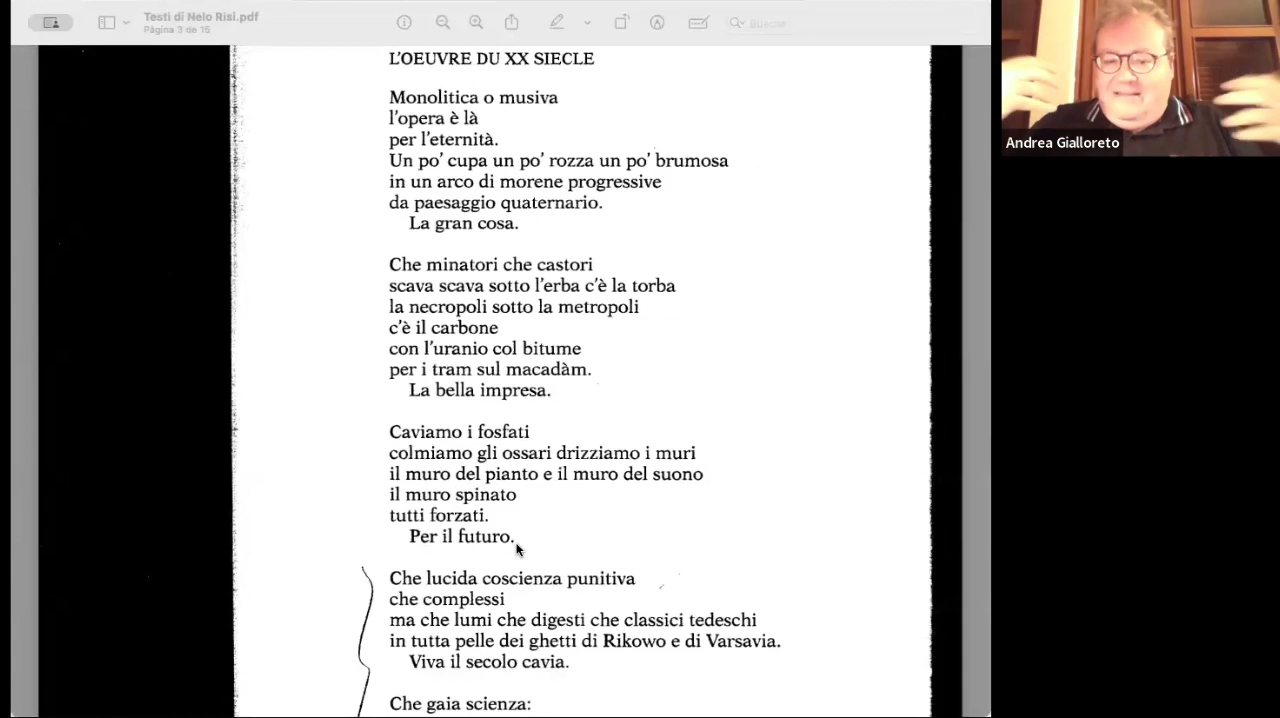 Testi di Nelo Risi.pdf
Página 3 de 15
Buscar
L'OEUVRE DU XX SIECLE
Monolitica o musiva
l'opera è là
per l'eternità.
Un po' cupa un po' rozza un po' brumosa
in un arco di morene progressive
da paesaggio quaternario.
La gran cosa.
Che minatori che castori
scava scava sotto l'erba c'è la torba
la necropoli sotto la metropoli
c'è il carbone
con l'uranio col bitume
per i tram sul macadàm.
La bella impresa.
Caviamo i fosfati
colmiamo gli ossari drizziamo i muri
il muro del pianto e il muro del suono
il muro spinato
tutti forzati.
Per il futuro.
Che lucida coscienza punitiva
che complessi
ma che lumi che digesti che classici tedeschi
in tutta pelle dei ghetti di Rikowo e di Varsavia.
Viva il secolo cavia.
Che gaia scienza:
Andrea Gialloreto